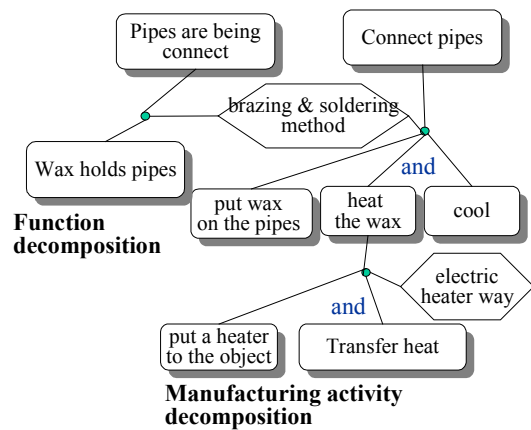 Pipes are being
connect
Connect pipes
brazing & soldering
method
Wax holds pipes
and
put wax
on the pipes
heat
the wax
cool
Function
decomposition
electric
heater way
and
put a heater
to the object
Transfer heat
Manufacturing activity
decomposition